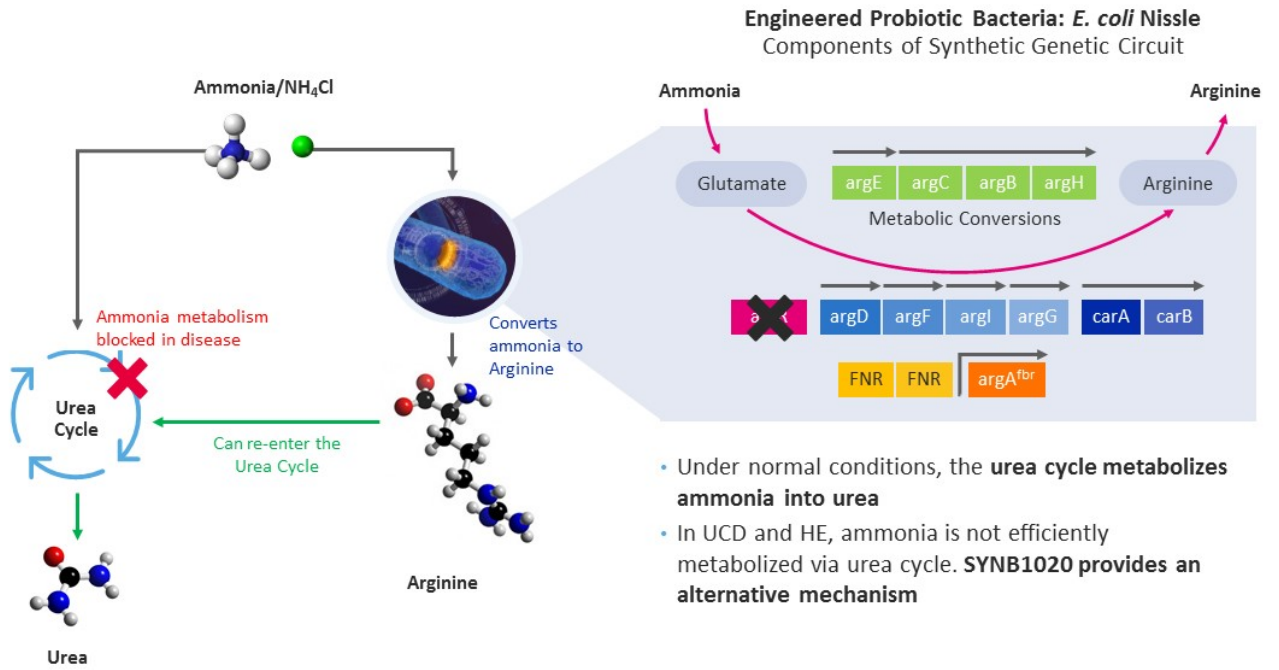 Engineered Probiotic Bacteria: E. coli Nissle
Components of Synthetic Genetic Circuit
Ammonia/NH₄Cl
Ammonia metabolism
blocked in disease
Urea
Cycle
Can re-enter the
Urea Cycle
Converts
ammonia to
Arginine
Arginine
Urea
Ammonia
Arginine
Glutamate
argE argC argB argH
Arginine
Metabolic Conversions
argD argF argI argG carA carB
FNR FNR argAᶠᵇʳ
• Under normal conditions, the urea cycle metabolizes
ammonia into urea
• In UCD and HE, ammonia is not efficiently
metabolized via urea cycle. SYNB1020 provides an
alternative mechanism